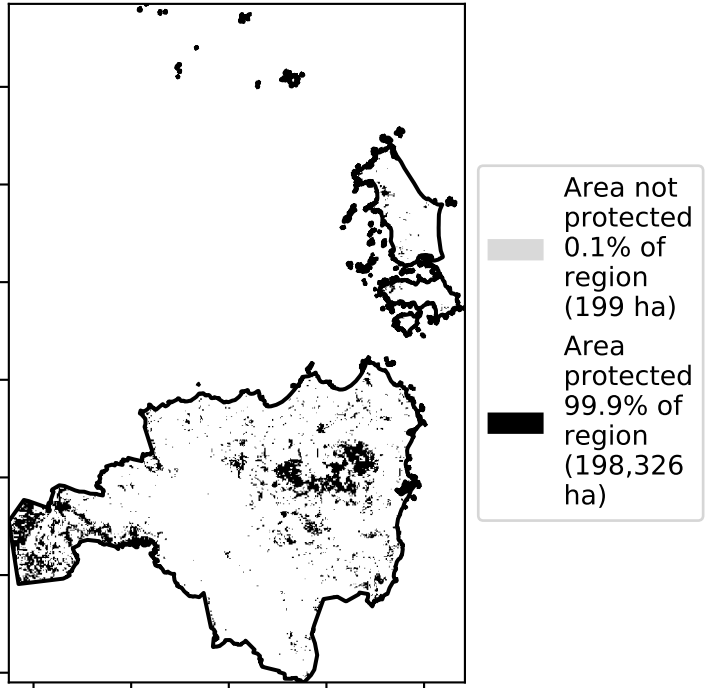 Area not
protected
0.1% of
region
(199 ha)
Area
protected
99.9% of
region
(198,326
ha)